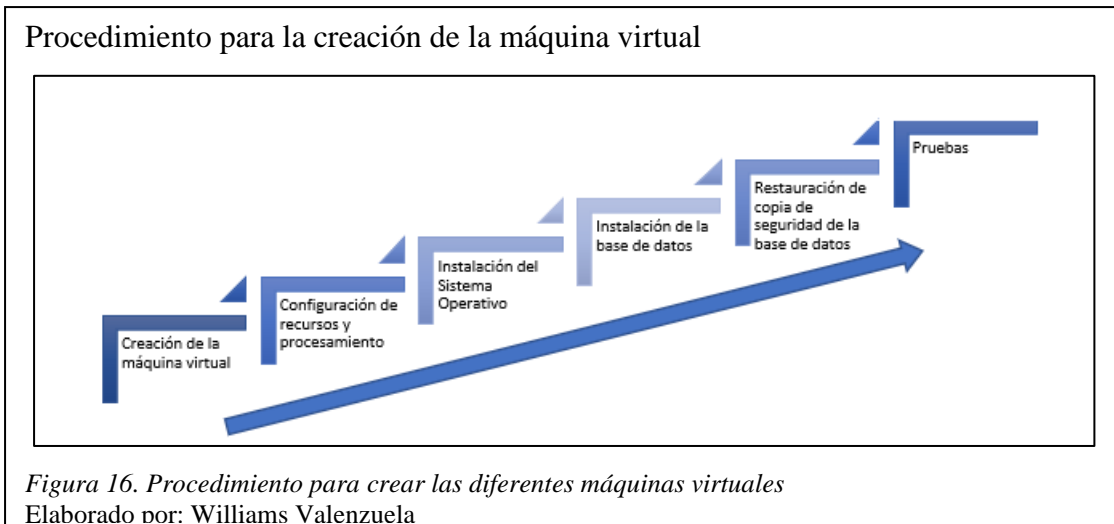 Procedimiento para la creación de la máquina virtual
Creación de la
máquina virtual
Configuración de
recursos y
procesamiento
Instalación del
Sistema
Operativo
Instalación de la
base de datos
Restauración de
copia de
seguridad de la
base de datos
Pruebas
Figura 16. Procedimiento para crear las diferentes máquinas virtuales
Elaborado por: Williams Valenzuela